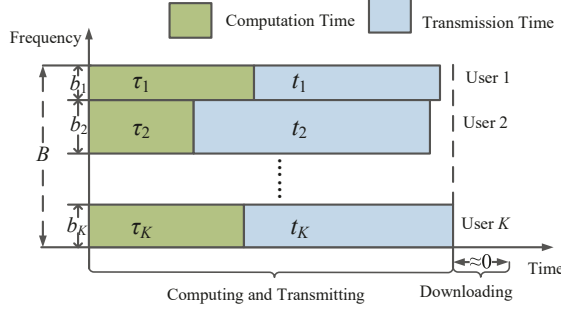 Computation Time
Transmission Time
Frequency
b1
τ1
t1
User 1
b2
τ2
t2
User 2
B
bK
τK
tK
User K
≈0
Time
Computing and Transmitting
Downloading